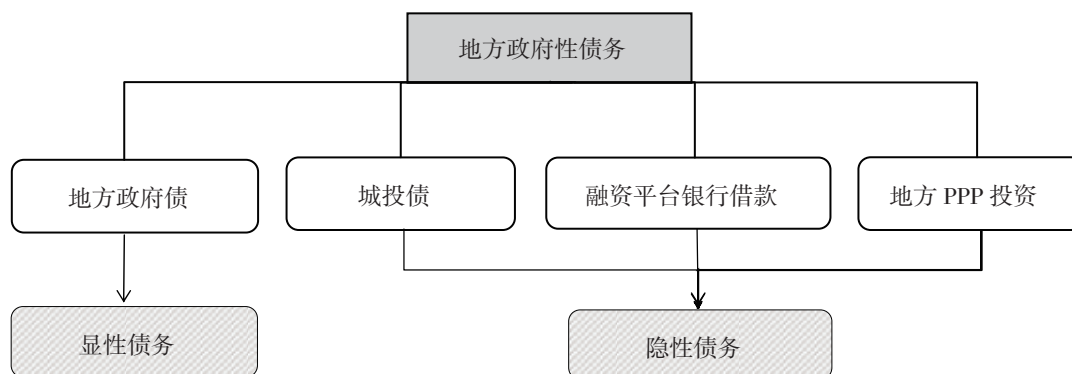 地方政府性债务
地方政府债
城投债
融资平台银行借款
地方 PPP 投资
显性债务
隐性债务